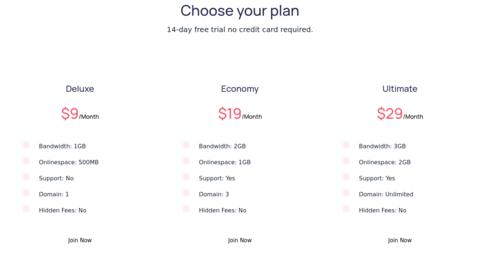 Choose your plan
14-day free trial no credit card required.
Deluxe
$9/Month
Bandwidth: 1GB
Onlinespace: 500MB
Support: No
Domain: 1
Hidden Fees: No
Join Now
Economy
$19/Month
Bandwidth: 2GB
Onlinespace: 1GB
Support: Yes
Domain: 3
Hidden Fees: No
Join Now
Ultimate
$29/Month
Bandwidth: 3GB
Onlinespace: 2GB
Support: Yes
Domain: Unlimited
Hidden Fees: No
Join Now